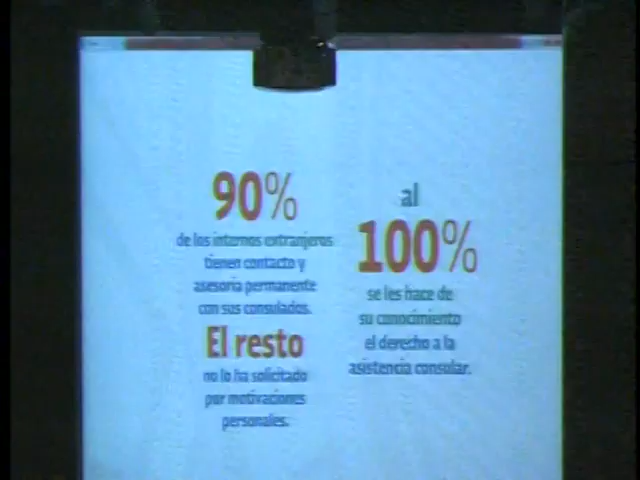 90%
de los internos extranjeros
tienen contacto y
asesoría permanente
con sus consulados.
El resto
no lo ha solicitado
por motivaciones
personales.
al
100%
se les hace de
su conocimiento
el derecho a la
asistencia consular.